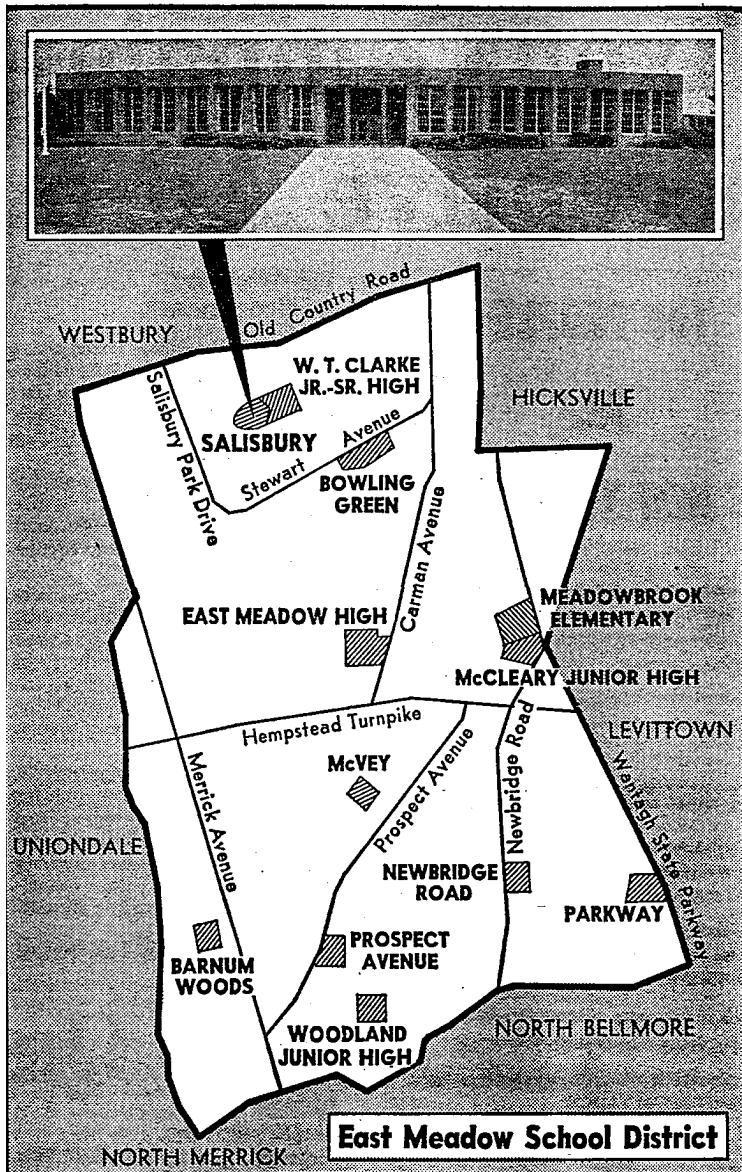 Old Country Road
WESTBURY
W. T. CLARKE
JR.-SR. HIGH
HICKSVILLE
Salisbury Park Drive
SALISBURY
Stewart Avenue
BOWLING
GREEN
Carman Avenue
EAST MEADOW HIGH
MEADOWBROOK
ELEMENTARY
McCLEARY JUNIOR HIGH
Hempstead Turnpike
LEVITTOWN
McVEY
Merrick Avenue
Prospect Avenue
Newbridge Road
Wantagh State Parkway
UNIONDALE
NEWBRIDGE
ROAD
PARKWAY
BARNUM
WOODS
PROSPECT
AVENUE
WOODLAND
JUNIOR HIGH
NORTH BELLMORE
East Meadow School District
NORTH MERRICK